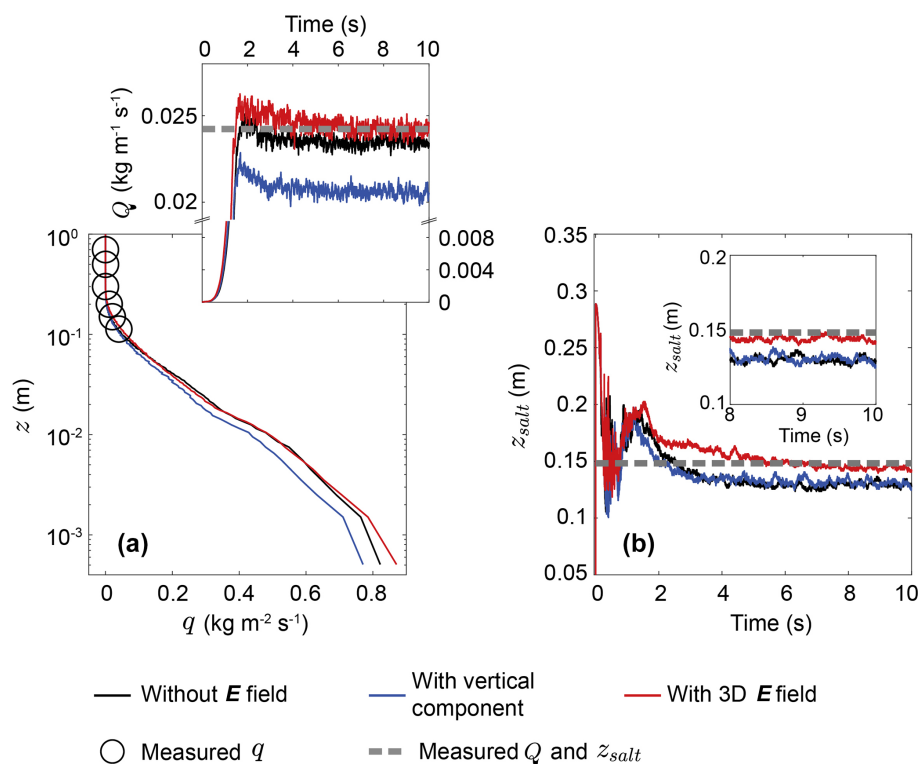 Time (s)
0 2 4 6 8 10
Q (kg m⁻¹ s⁻¹)
0.025
0.02
0.008
0.004
0
z (m)
10⁰
10⁻¹
10⁻²
10⁻³
(a)
0 0.2 0.4 0.6 0.8
q (kg m⁻² s⁻¹)
z_salt (m)
0.35
0.3
0.25
0.2
0.15
0.1
0.05
z_salt (m)
0.2
0.15
0.1
8 9 10
Time (s)
(b)
0 2 4 6 8 10
Time (s)
Without E field
With vertical
component
With 3D E field
Measured q
Measured Q and z_salt